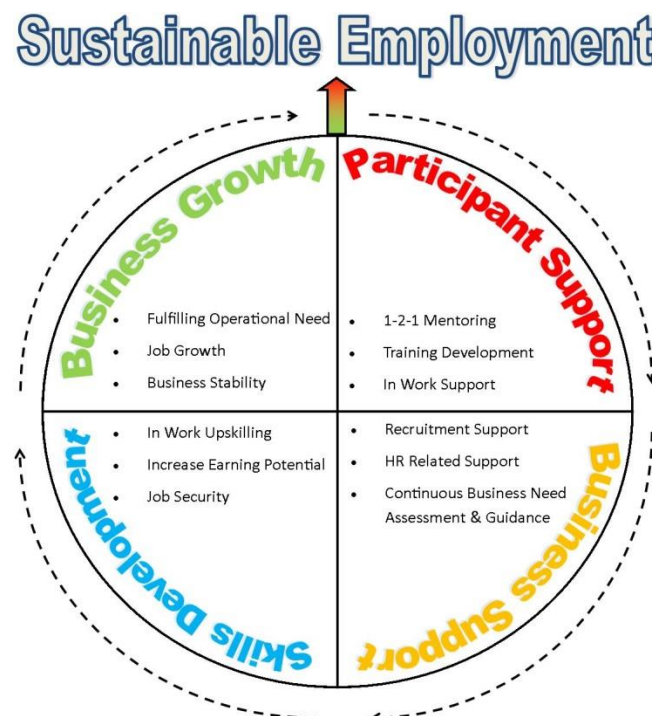 Sustainable Employment
Business Growth
Fulfilling Operational Need
Job Growth
Business Stability
Participant Support
1-2-1 Mentoring
Training Development
In Work Support
In Work Upskilling
Increase Earning Potential
Job Security
Skills Development
Recruitment Support
HR Related Support
Continuous Business Need
Assessment & Guidance
Business Support